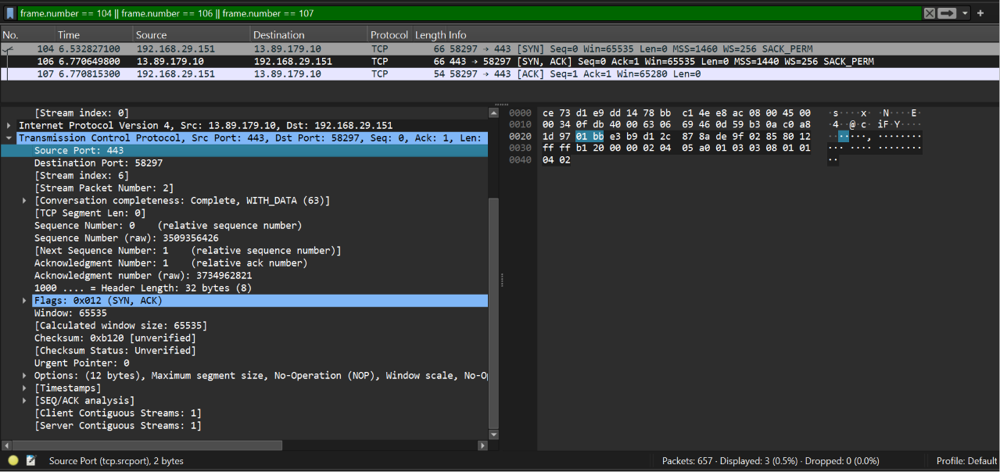 frame.number == 104 || frame.number == 106 || frame.number == 107
No. Time Source Destination Protocol Length Info
104 6.532827100 192.168.29.151 13.89.179.10 TCP 66 58297 → 443 [SYN] Seq=0 Win=65535 Len=0 MSS=1460 WS=256 SACK_PERM
106 6.770649800 13.89.179.10 192.168.29.151 TCP 66 443 → 58297 [SYN, ACK] Seq=0 Ack=1 Win=65535 Len=0 MSS=1440 WS=256 SACK_PERM
107 6.770815300 192.168.29.151 13.89.179.10 TCP 54 58297 → 443 [ACK] Seq=1 Ack=1 Win=65280 Len=0
[Stream index: 0]
Internet Protocol Version 4, Src: 13.89.179.10, Dst: 192.168.29.151
Transmission Control Protocol, Src Port: 443, Dst Port: 58297, Seq: 0, Ack: 1, Len:
Source Port: 443
Destination Port: 58297
[Stream index: 6]
[Stream Packet Number: 2]
[Conversation completeness: Complete, WITH_DATA (63)]
[TCP Segment Len: 0]
Sequence Number: 0 (relative sequence number)
Sequence Number (raw): 3509356426
[Next Sequence Number: 1 (relative sequence number)]
Acknowledgment Number: 1 (relative ack number)
Acknowledgment number (raw): 3734962821
1000 .... = Header Length: 32 bytes (8)
Flags: 0x012 (SYN, ACK)
Window: 65535
[Calculated window size: 65535]
Checksum: 0xb120 [unverified]
[Checksum Status: Unverified]
Urgent Pointer: 0
Options: (12 bytes), Maximum segment size, No-Operation (NOP), Window scale, No-Op
[Timestamps]
[SEQ/ACK analysis]
[Client Contiguous Streams: 1]
[Server Contiguous Streams: 1]
0000 ce 73 d1 e9 dd 14 78 bb c1 4e e8 ac 08 00 45 00 ·s····x· ·N····E·
0010 00 34 0f db 40 00 63 06 69 46 0d 59 b3 0a c0 a8 ·4··@·c· iF·Y····
0020 1d 97 01 bb e3 b9 d1 2c 87 8a de 9f 02 85 80 12 ·······, ········
0030 ff ff b1 20 00 00 02 04 05 a0 01 03 03 08 01 01 ··· ···· ········
0040 04 02 ··
Source Port (tcp.srcport), 2 bytes
Packets: 657 · Displayed: 3 (0.5%) · Dropped: 0 (0.0%)
Profile: Default